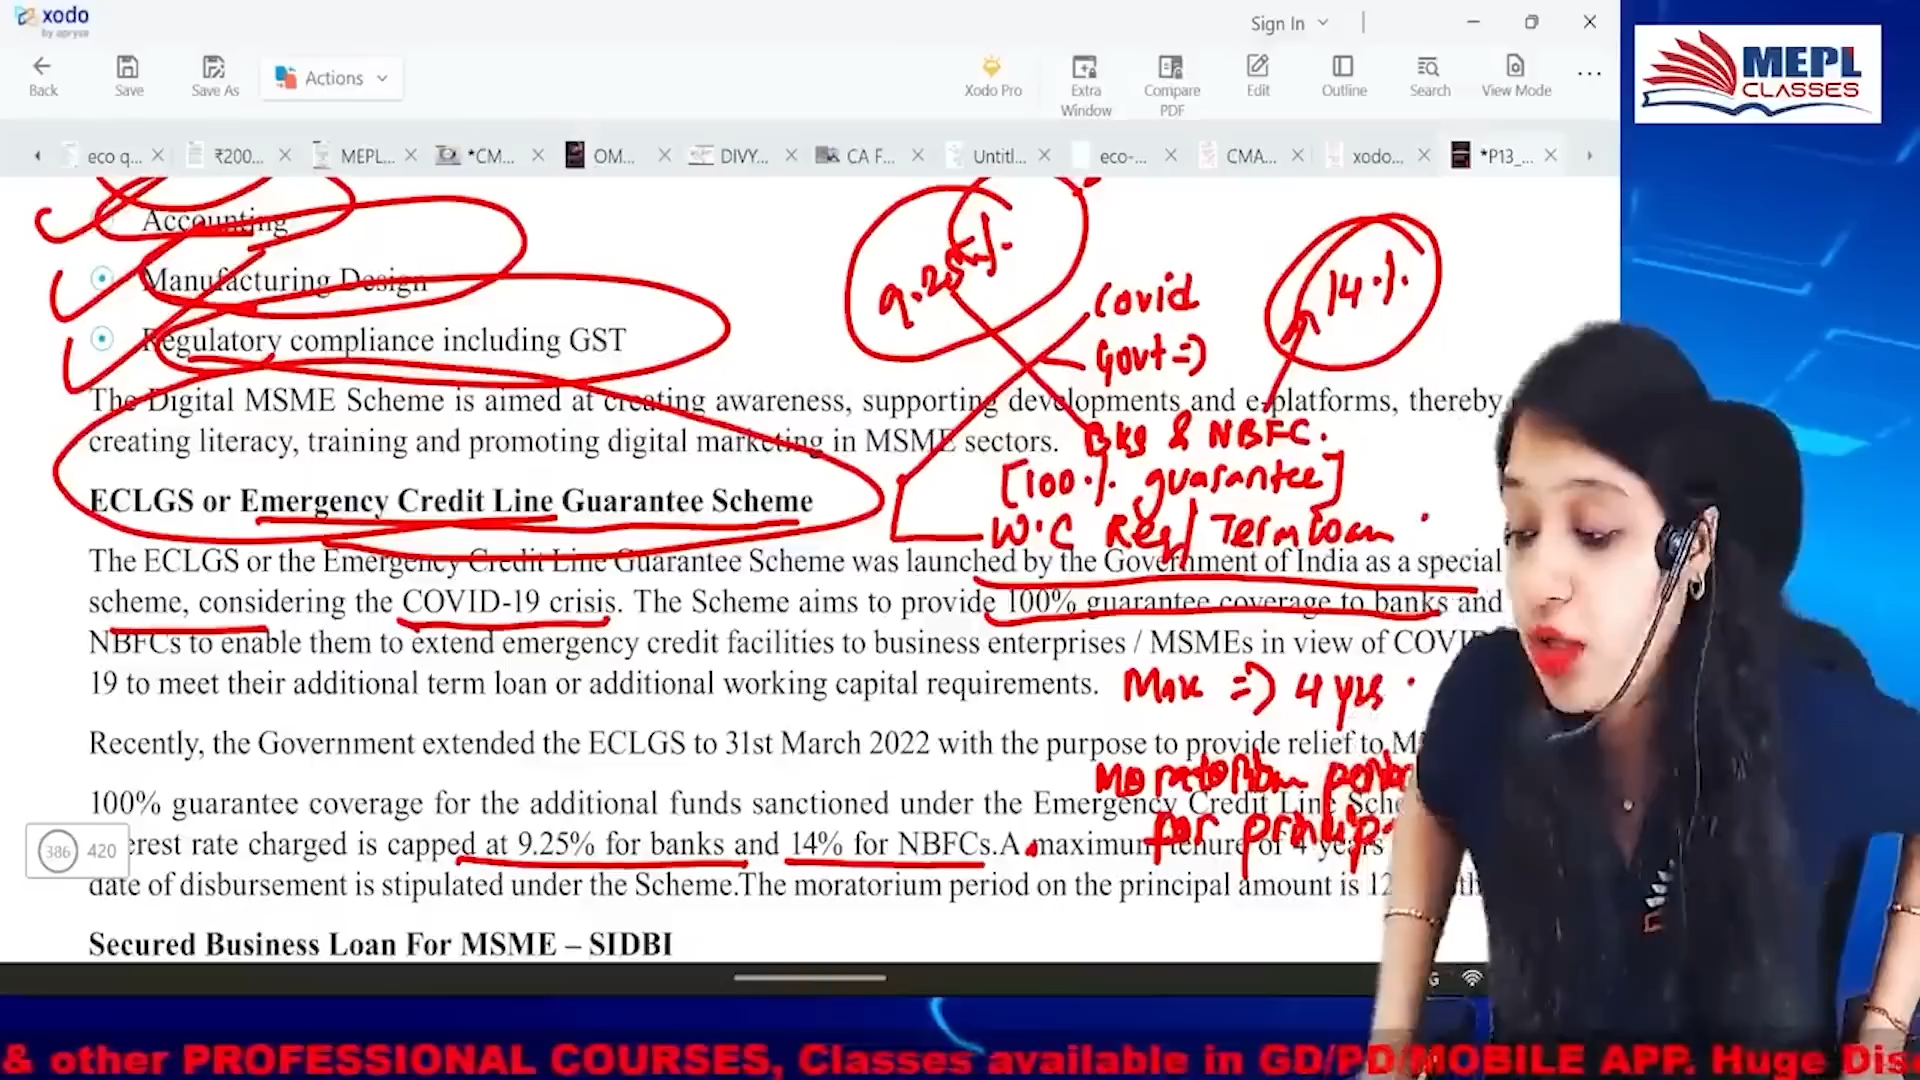 xodo
by apryse
Sign In
Back
Save
Save As
Actions
Xodo Pro
Extra Window
Compare PDF
Edit
Outline
Search
View Mode
MEPL
CLASSES
eco q...
₹200...
MEPL...
*CM...
OM...
DIVY...
CA F...
Untitl...
eco-...
CMA...
xodo...
*P13_...
Accounting
Manufacturing Design
Regulatory compliance including GST
9.25%
14%
Covid
Govt =>
The Digital MSME Scheme is aimed at creating awareness, supporting developments and e-platforms, thereby
creating literacy, training and promoting digital marketing in MSME sectors.
Bks & NBFC.
[100% guarantee]
ECLGS or Emergency Credit Line Guarantee Scheme
W.C Req/ Term loan
The ECLGS or the Emergency Credit Line Guarantee Scheme was launched by the Government of India as a special
scheme, considering the COVID-19 crisis. The Scheme aims to provide 100% guarantee coverage to banks and
NBFCs to enable them to extend emergency credit facilities to business enterprises / MSMEs in view of COVI
19 to meet their additional term loan or additional working capital requirements.
Max => 4 yrs
Recently, the Government extended the ECLGS to 31st March 2022 with the purpose to provide relief to M
Moratorium
for
100% guarantee coverage for the additional funds sanctioned under the Emergency Credit Line Sche
erest rate charged is capped at 9.25% for banks and 14% for NBFCs.A maximum tenure of 4 years
date of disbursement is stipulated under the Scheme.The moratorium period on the principal amount is 12
386 420
Secured Business Loan For MSME – SIDBI
& other PROFESSIONAL COURSES, Classes available in GD/PD/MOBILE APP. Huge Dis